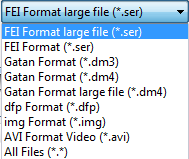 FEI Format large file (*.ser)
FEI Format large file (*.ser)
FEI Format (*.ser)
Gatan Format (*.dm3)
Gatan Format (*.dm4)
Gatan Format large file (*.dm4)
dfp Format (*.dfp)
img Format (*.img)
AVI Format Video (*.avi)
All Files (*.*)